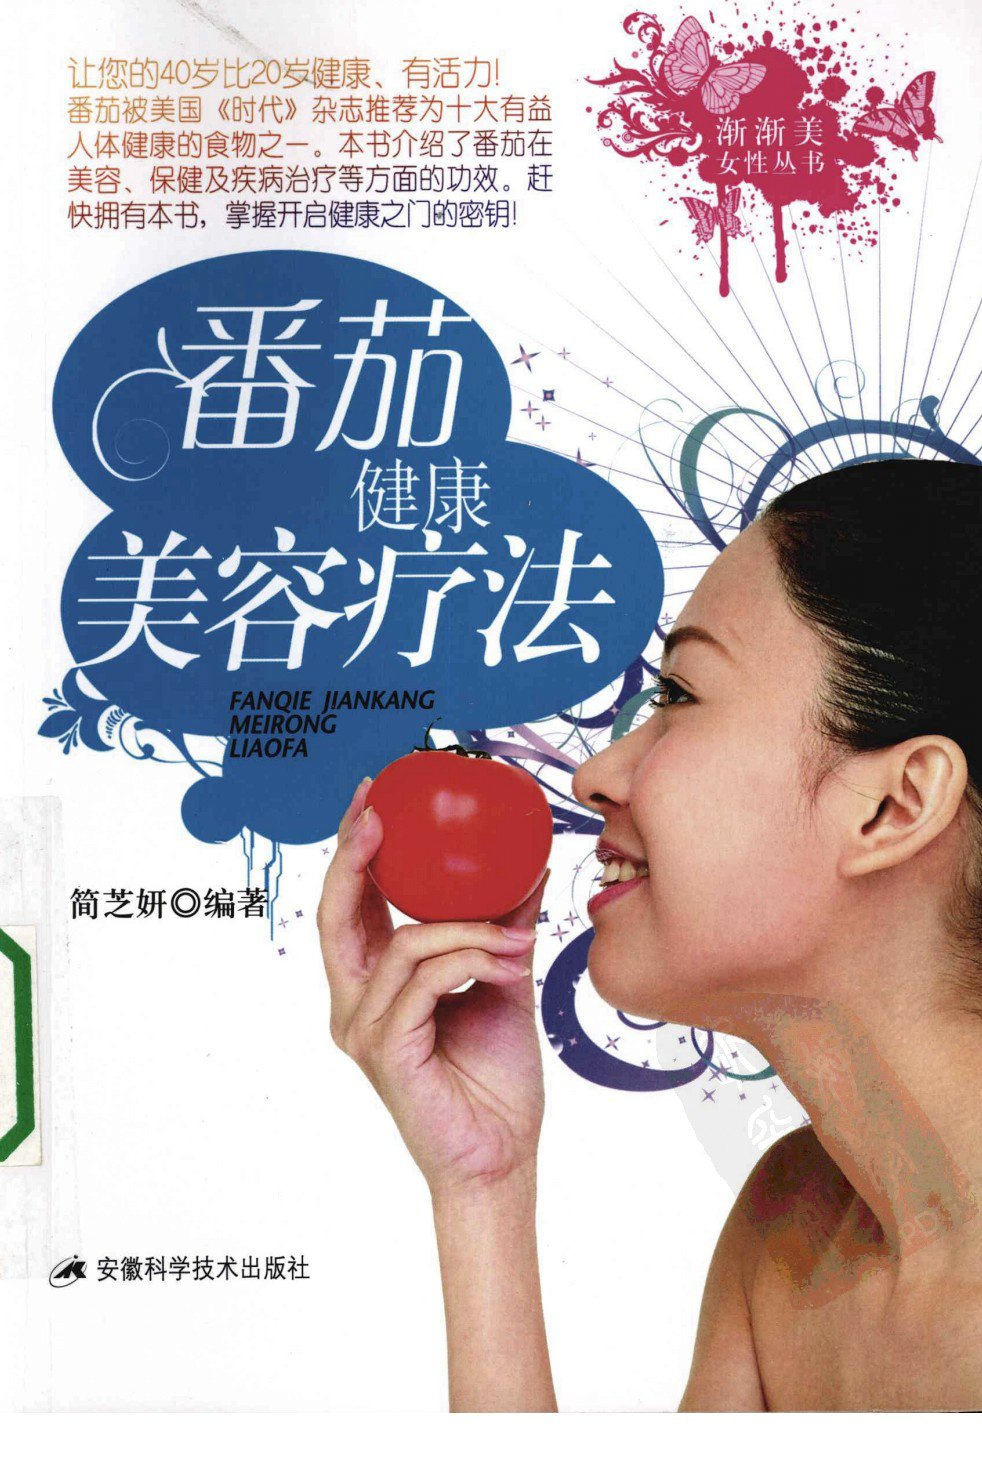 让您的40岁比20岁健康、有活力!
番茄被美国《时代》杂志推荐为十大有益
人体健康的食物之一。本书介绍了番茄在
美容、保健及疾病治疗等方面的功效。赶
快拥有本书，掌握开启健康之门的密钥!
渐渐美
女性丛书
番茄
健康
美容疗法
FANQIE JIANKANG
MEIRONG
LIAOFA
简芝妍◎编著
安徽科学技术出版社